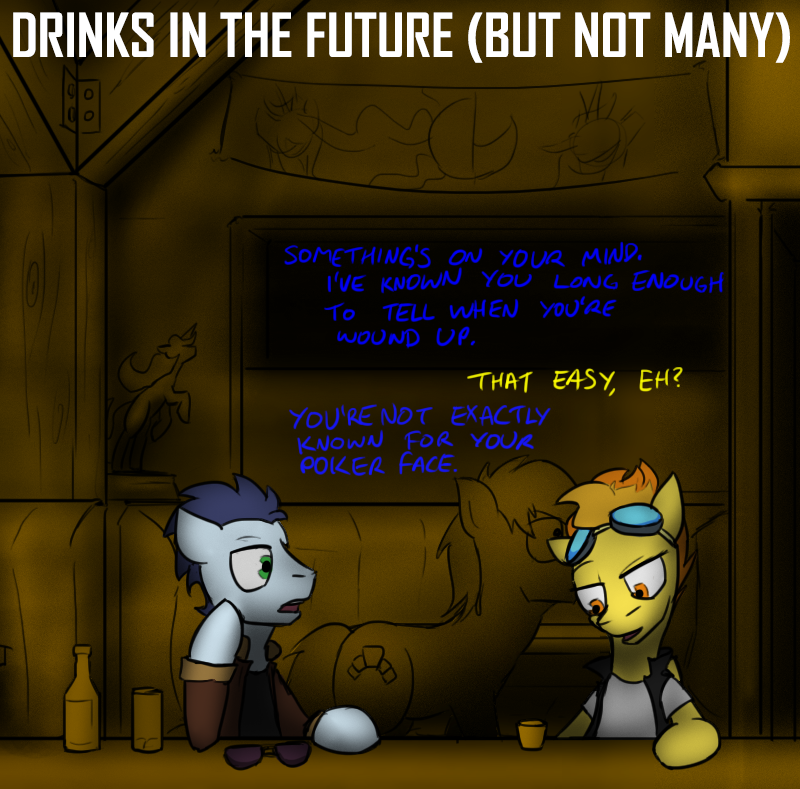 DRINKS IN THE FUTURE (BUT NOT MANY)
SOMETHING'S ON YOUR MIND.
I'VE KNOWN YOU LONG ENOUGH
TO TELL WHEN YOU'RE
WOUND UP.
THAT EASY, EH?
YOU'RE NOT EXACTLY
KNOWN FOR YOUR
POKER FACE.